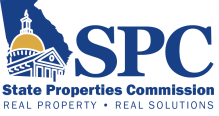 SPC
State Properties Commission
REAL PROPERTY • REAL SOLUTIONS